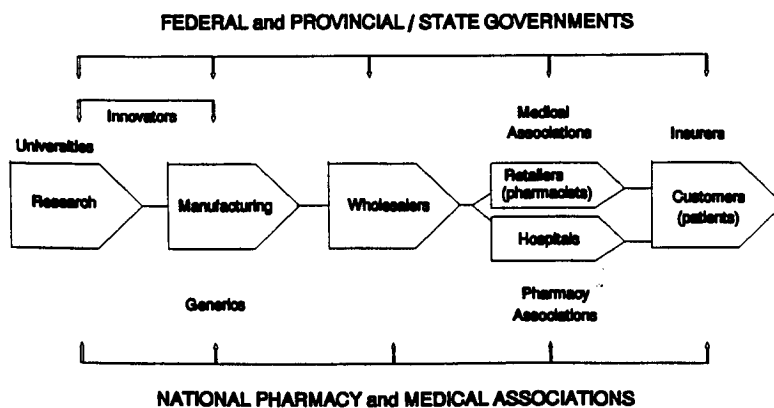 FEDERAL and PROVINCIAL / STATE GOVERNMENTS
Innovators
Medical
Associations
Insurers
Universities
Research
Manufacturing
Wholesalers
Retailers
(pharmacists)
Hospitals
Customers
(patients)
Generics
Pharmacy
Associations
NATIONAL PHARMACY and MEDICAL ASSOCIATIONS